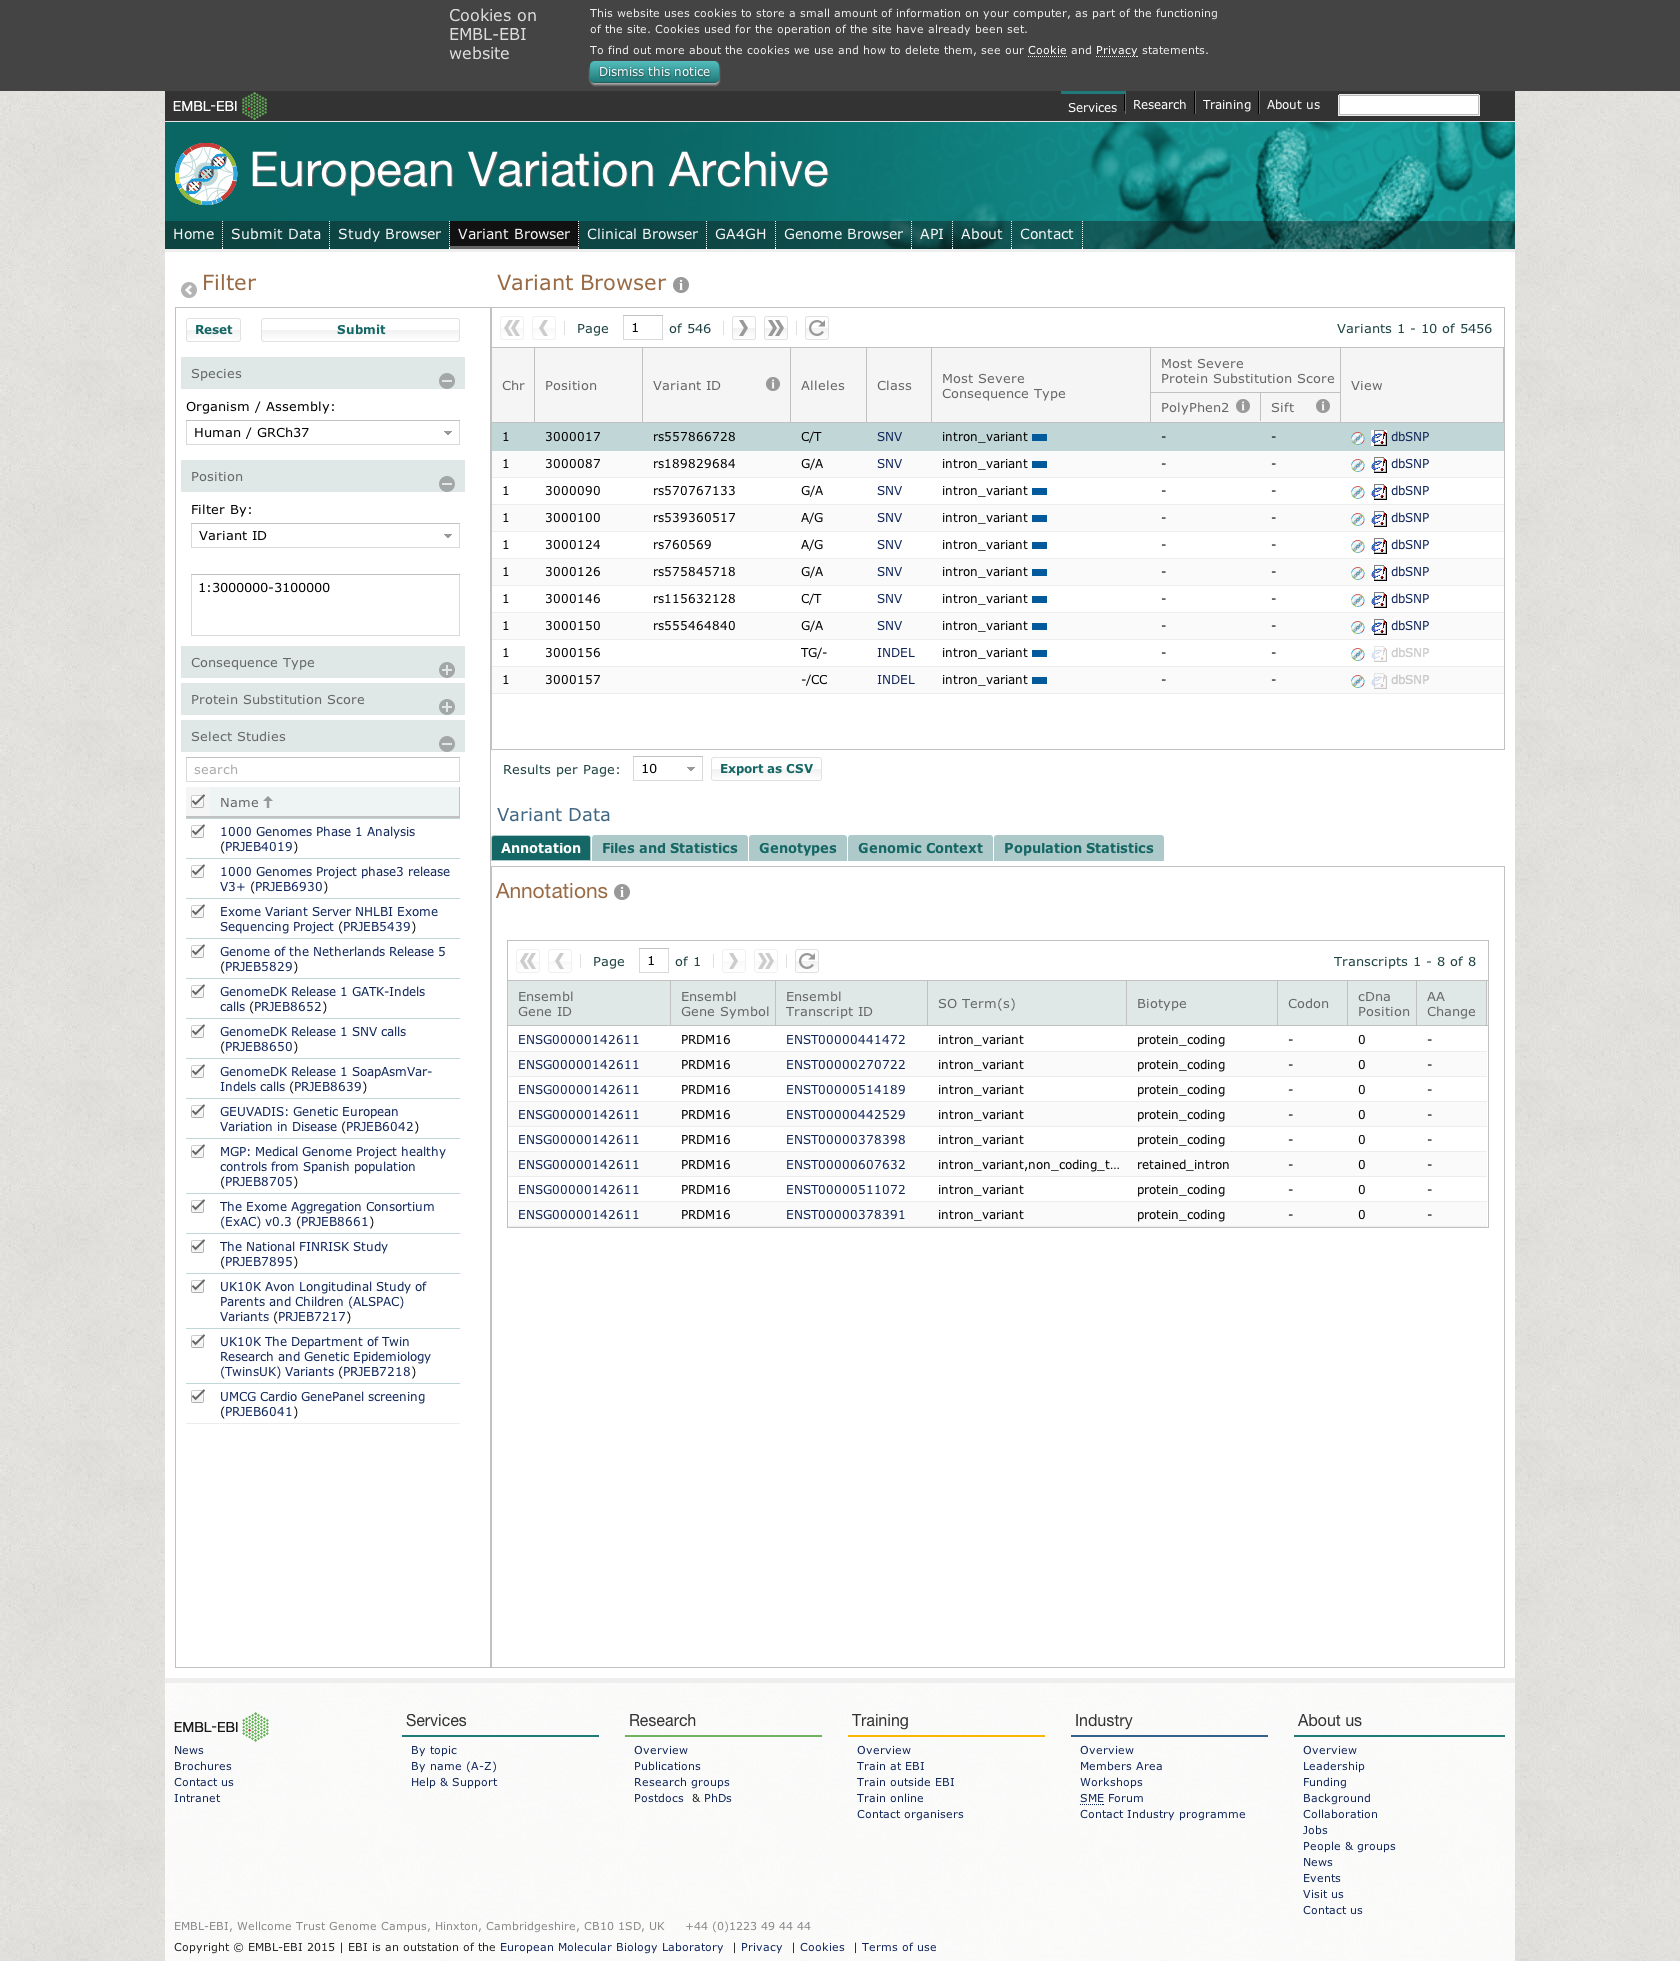 Cookies on
EMBL-EBI
website
This website uses cookies to store a small amount of information on your computer, as part of the functioning
of the site. Cookies used for the operation of the site have already been set.
To find out more about the cookies we use and how to delete them, see our Cookie and Privacy statements.
Dismiss this notice
EMBL-EBI
Services Research Training About us
European Variation Archive
Home Submit Data Study Browser Variant Browser Clinical Browser GA4GH Genome Browser API About Contact
Filter
Reset Submit
Species
Organism / Assembly:
Human / GRCh37
Position
Filter By:
Variant ID
1:3000000-3100000
Consequence Type
Protein Substitution Score
Select Studies
search
Name
1000 Genomes Phase 1 Analysis
(PRJEB4019)
1000 Genomes Project phase3 release
V3+ (PRJEB6930)
Exome Variant Server NHLBI Exome
Sequencing Project (PRJEB5439)
Genome of the Netherlands Release 5
(PRJEB5829)
GenomeDK Release 1 GATK-Indels
calls (PRJEB8652)
GenomeDK Release 1 SNV calls
(PRJEB8650)
GenomeDK Release 1 SoapAsmVar-
Indels calls (PRJEB8639)
GEUVADIS: Genetic European
Variation in Disease (PRJEB6042)
MGP: Medical Genome Project healthy
controls from Spanish population
(PRJEB8705)
The Exome Aggregation Consortium
(ExAC) v0.3 (PRJEB8661)
The National FINRISK Study
(PRJEB7895)
UK10K Avon Longitudinal Study of
Parents and Children (ALSPAC)
Variants (PRJEB7217)
UK10K The Department of Twin
Research and Genetic Epidemiology
(TwinsUK) Variants (PRJEB7218)
UMCG Cardio GenePanel screening
(PRJEB6041)
Variant Browser
Page 1 of 546 Variants 1 - 10 of 5456
Chr Position Variant ID Alleles Class Most Severe
Consequence Type Most Severe
Protein Substitution Score View
PolyPhen2 Sift
1 3000017 rs557866728 C/T SNV intron_variant - - dbSNP
1 3000087 rs189829684 G/A SNV intron_variant - - dbSNP
1 3000090 rs570767133 G/A SNV intron_variant - - dbSNP
1 3000100 rs539360517 A/G SNV intron_variant - - dbSNP
1 3000124 rs760569 A/G SNV intron_variant - - dbSNP
1 3000126 rs575845718 G/A SNV intron_variant - - dbSNP
1 3000146 rs115632128 C/T SNV intron_variant - - dbSNP
1 3000150 rs555464840 G/A SNV intron_variant - - dbSNP
1 3000156 TG/- INDEL intron_variant - - dbSNP
1 3000157 -/CC INDEL intron_variant - - dbSNP
Results per Page: 10 Export as CSV
Variant Data
Annotation Files and Statistics Genotypes Genomic Context Population Statistics
Annotations
Page 1 of 1 Transcripts 1 - 8 of 8
Ensembl
Gene ID Ensembl
Gene Symbol Ensembl
Transcript ID SO Term(s) Biotype Codon cDna
Position AA
Change
ENSG00000142611 PRDM16 ENST00000441472 intron_variant protein_coding - 0 -
ENSG00000142611 PRDM16 ENST00000270722 intron_variant protein_coding - 0 -
ENSG00000142611 PRDM16 ENST00000514189 intron_variant protein_coding - 0 -
ENSG00000142611 PRDM16 ENST00000442529 intron_variant protein_coding - 0 -
ENSG00000142611 PRDM16 ENST00000378398 intron_variant protein_coding - 0 -
ENSG00000142611 PRDM16 ENST00000607632 intron_variant,non_coding_t... retained_intron - 0 -
ENSG00000142611 PRDM16 ENST00000511072 intron_variant protein_coding - 0 -
ENSG00000142611 PRDM16 ENST00000378391 intron_variant protein_coding - 0 -
EMBL-EBI
News
Brochures
Contact us
Intranet
Services
By topic
By name (A-Z)
Help & Support
Research
Overview
Publications
Research groups
Postdocs & PhDs
Training
Overview
Train at EBI
Train outside EBI
Train online
Contact organisers
Industry
Overview
Members Area
Workshops
SME Forum
Contact Industry programme
About us
Overview
Leadership
Funding
Background
Collaboration
Jobs
People & groups
News
Events
Visit us
Contact us
EMBL-EBI, Wellcome Trust Genome Campus, Hinxton, Cambridgeshire, CB10 1SD, UK +44 (0)1223 49 44 44
Copyright © EMBL-EBI 2015 | EBI is an outstation of the European Molecular Biology Laboratory | Privacy | Cookies | Terms of use